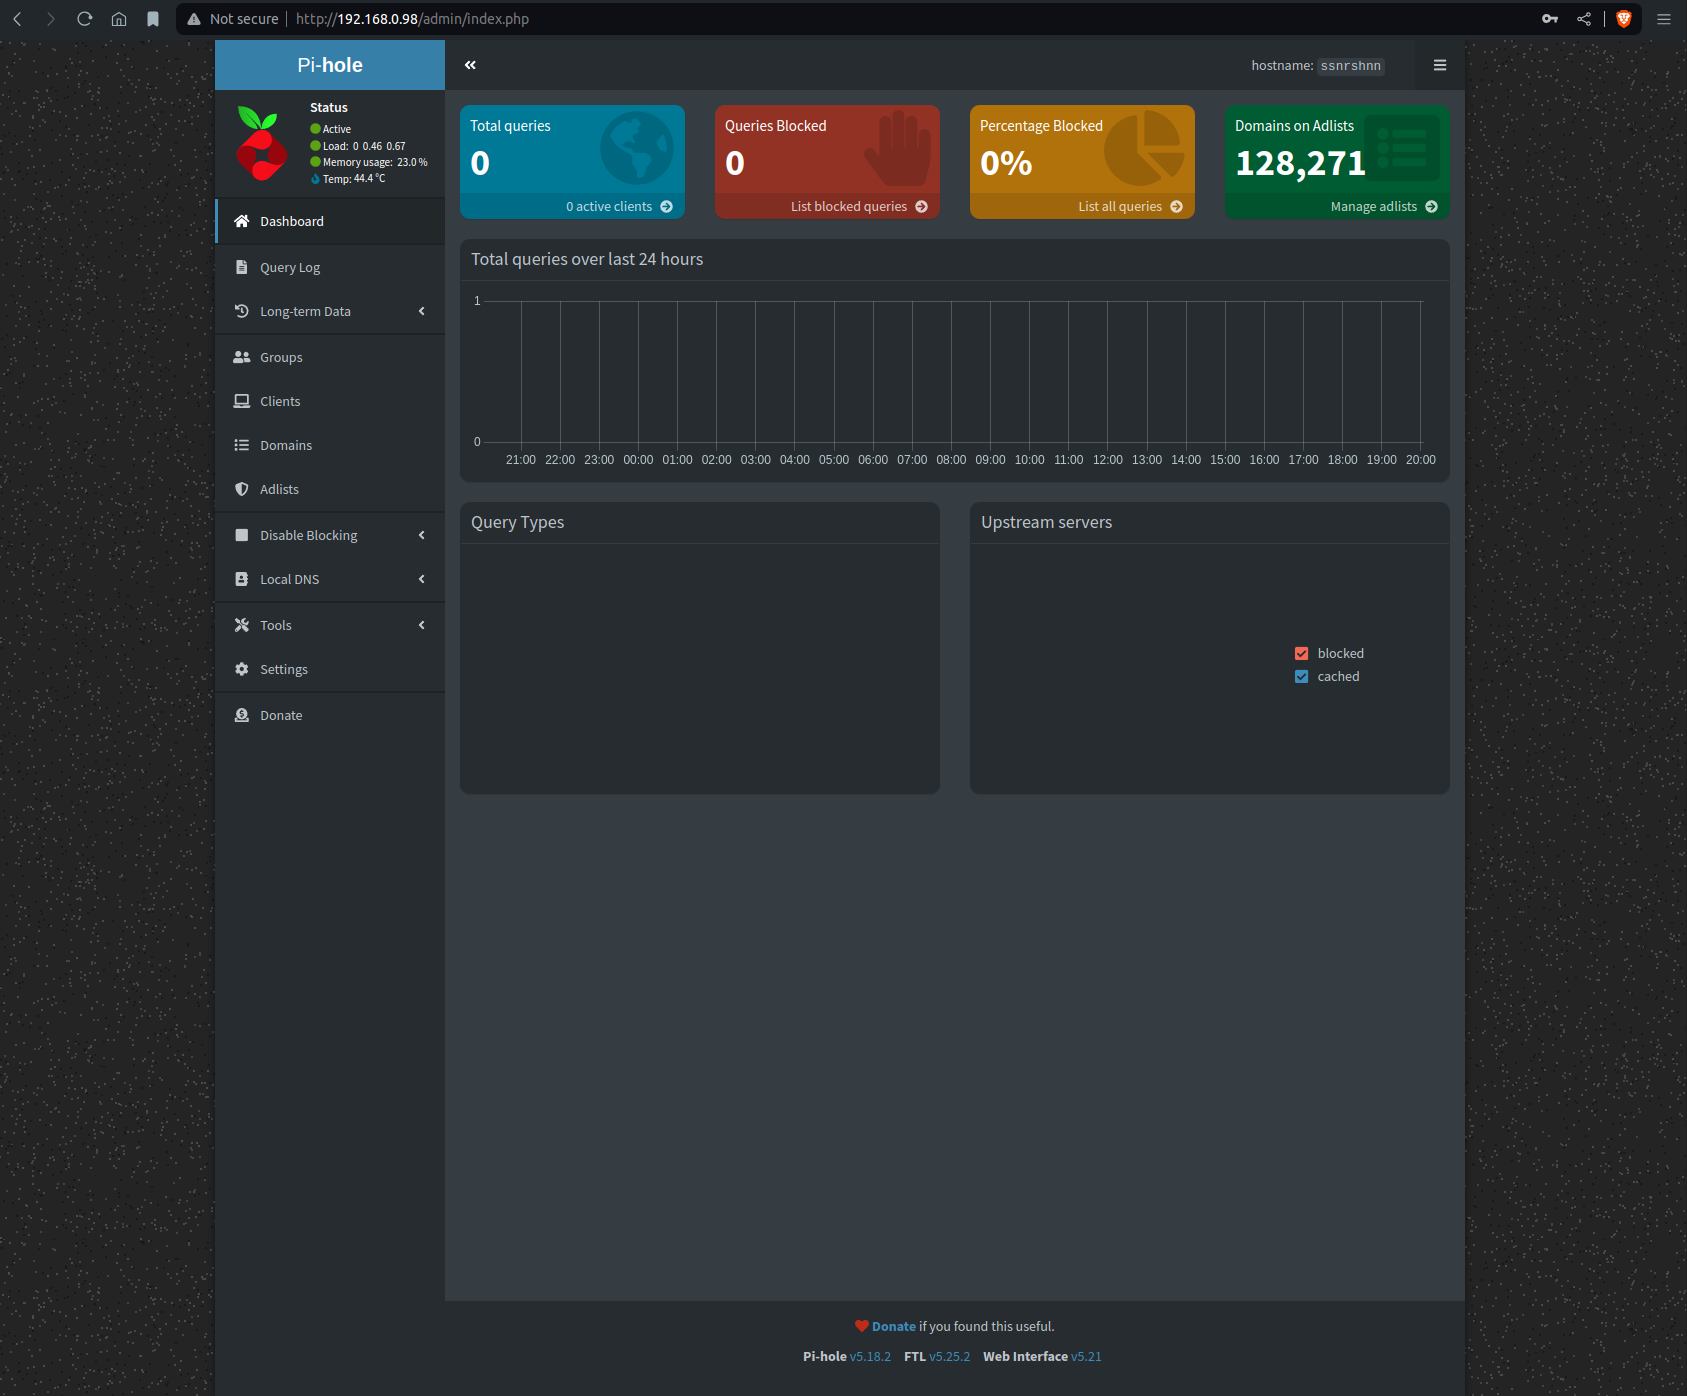 Not secure | http://192.168.0.98/admin/index.php
Pi-hole
hostname: ssnrshnn
Status
Active
Load: 0 0.46 0.67
Memory usage: 23.0 %
Temp: 44.4 °C
Dashboard
Query Log
Long-term Data
Groups
Clients
Domains
Adlists
Disable Blocking
Local DNS
Tools
Settings
Donate
Total queries
0
0 active clients
Queries Blocked
0
List blocked queries
Percentage Blocked
0%
List all queries
Domains on Adlists
128,271
Manage adlists
Total queries over last 24 hours
1
0
21:00 22:00 23:00 00:00 01:00 02:00 03:00 04:00 05:00 06:00 07:00 08:00 09:00 10:00 11:00 12:00 13:00 14:00 15:00 16:00 17:00 18:00 19:00 20:00
Query Types
Upstream servers
blocked
cached
Donate if you found this useful.
Pi-hole v5.18.2 FTL v5.25.2 Web Interface v5.21